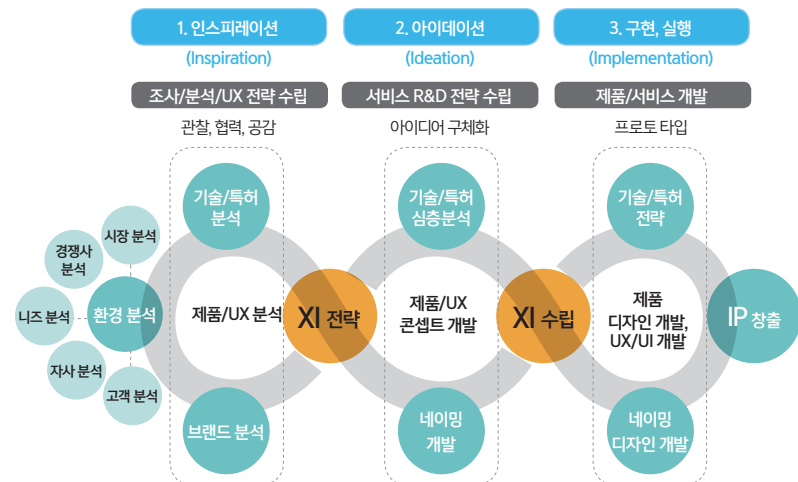 1. 인스피레이션
(Inspiration)
조사/분석/UX 전략 수립
관찰, 협력, 공감
2. 아이데이션
(Ideation)
서비스 R&D 전략 수립
아이디어 구체화
3. 구현, 실행
(Implementation)
제품/서비스 개발
프로토 타입
시장 분석
경쟁사
분석
니즈 분석
자사 분석
고객 분석
환경 분석
기술/특허
분석
제품/UX 분석
브랜드 분석
XI 전략
기술/특허
심층분석
제품/UX
콘셉트 개발
네이밍
개발
XI 수립
기술/특허
전략
제품
디자인 개발,
UX/UI 개발
네이밍
디자인 개발
IP 창출